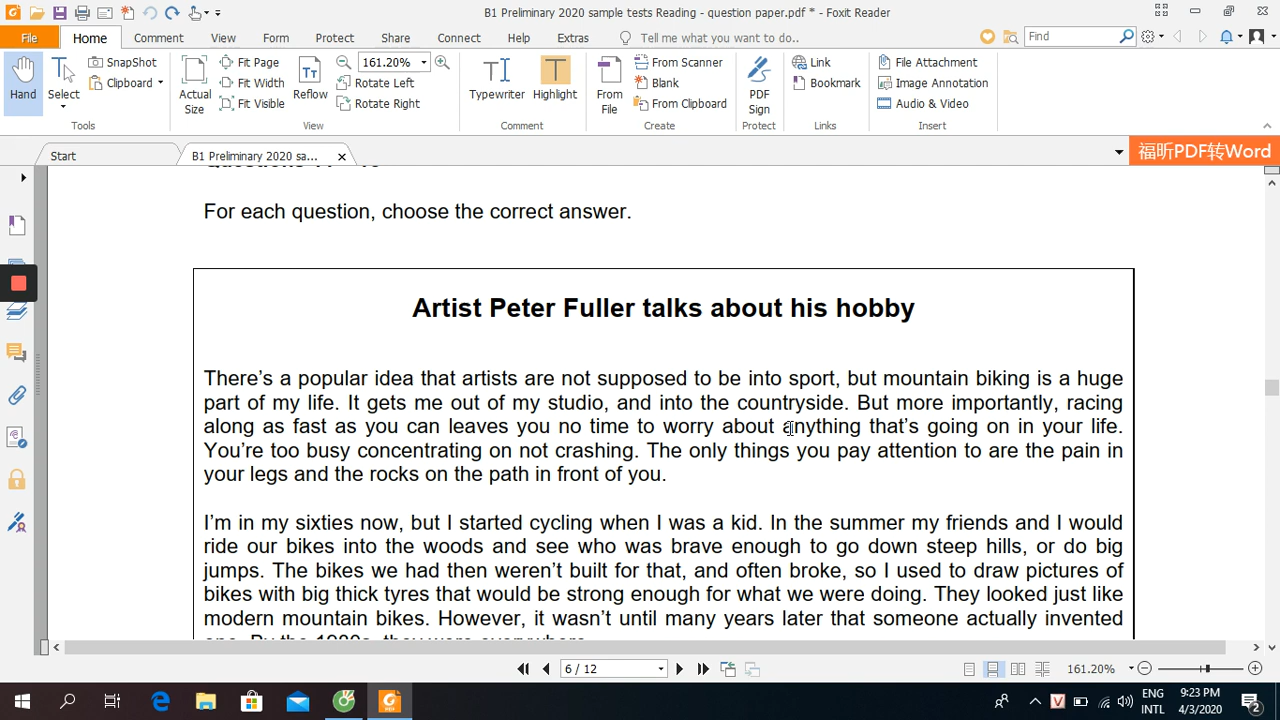 B1 Preliminary 2020 sample tests Reading - question paper.pdf * - Foxit Reader
File Home Comment View Form Protect Share Connect Help Extras Tell me what you want to do.. Find
Hand
Select
SnapShot
Clipboard
Tools
Actual Size
Fit Page
Fit Width
Fit Visible
Reflow
161.20%
Rotate Left
Rotate Right
View
Typewriter
Highlight
Comment
From File
From Scanner
Blank
From Clipboard
Create
PDF Sign
Protect
Link
Bookmark
Links
File Attachment
Image Annotation
Audio & Video
Insert
Start
B1 Preliminary 2020 sa...
福昕PDF转Word
For each question, choose the correct answer.
Artist Peter Fuller talks about his hobby
There's a popular idea that artists are not supposed to be into sport, but mountain biking is a huge
part of my life. It gets me out of my studio, and into the countryside. But more importantly, racing
along as fast as you can leaves you no time to worry about anything that's going on in your life.
You're too busy concentrating on not crashing. The only things you pay attention to are the pain in
your legs and the rocks on the path in front of you.
I'm in my sixties now, but I started cycling when I was a kid. In the summer my friends and I would
ride our bikes into the woods and see who was brave enough to go down steep hills, or do big
jumps. The bikes we had then weren't built for that, and often broke, so I used to draw pictures of
bikes with big thick tyres that would be strong enough for what we were doing. They looked just like
modern mountain bikes. However, it wasn't until many years later that someone actually invented
one. By the 1980s, they were everywhere.
6 / 12
161.20%
ENG
INTL
9:23 PM
4/3/2020
2